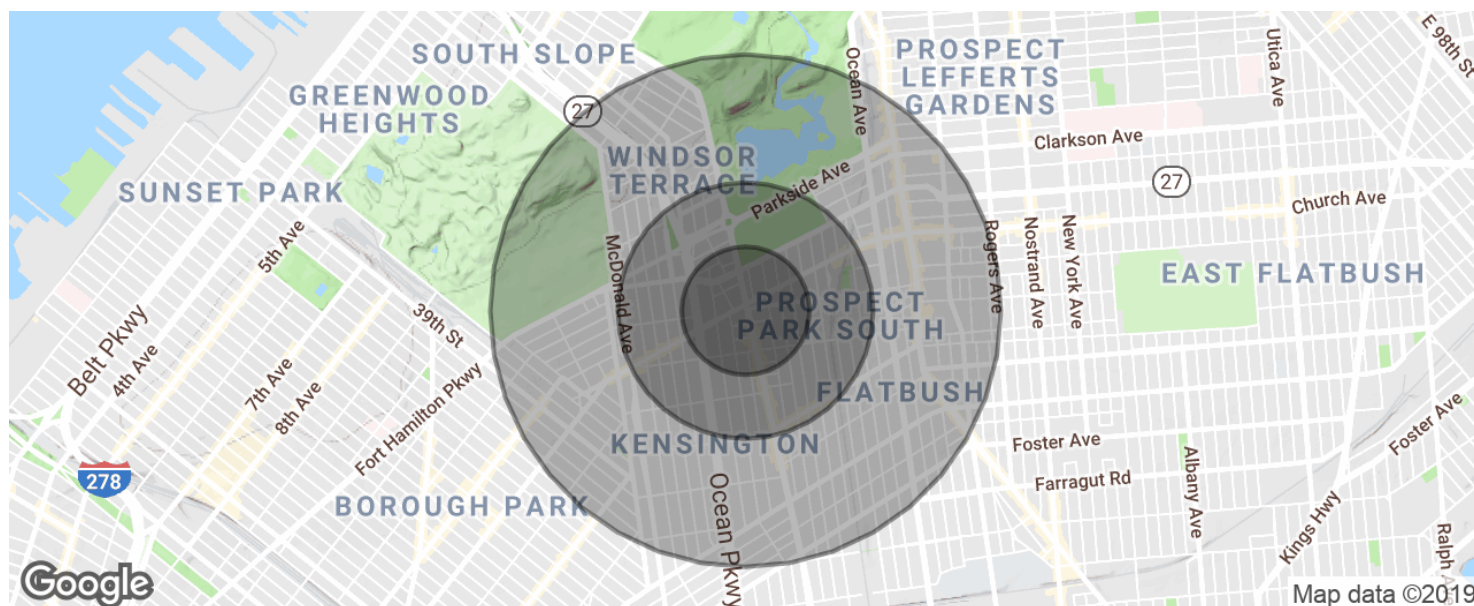 SOUTH SLOPE
Ocean Ave
PROSPECT
LEFFERTS
GARDENS
Utica Ave
E 98th St
GREENWOOD
HEIGHTS
27
Clarkson Ave
WINDSOR
TERRACE
27
SUNSET PARK
Parkside Ave
Church Ave
5th Ave
McDonald Ave
Rogers Ave
Nostrand Ave
New York Ave
EAST FLATBUSH
39th St
PROSPECT
PARK SOUTH
Belt Pkwy
4th Ave
7th Ave
8th Ave
Fort Hamilton Pkwy
FLATBUSH
KENSINGTON
Foster Ave
Foster Ave
278
Farragut Rd
Albany Ave
BOROUGH PARK
Ocean Pkwy
Kings Hwy
Ralph A
Google
Map data ©2019